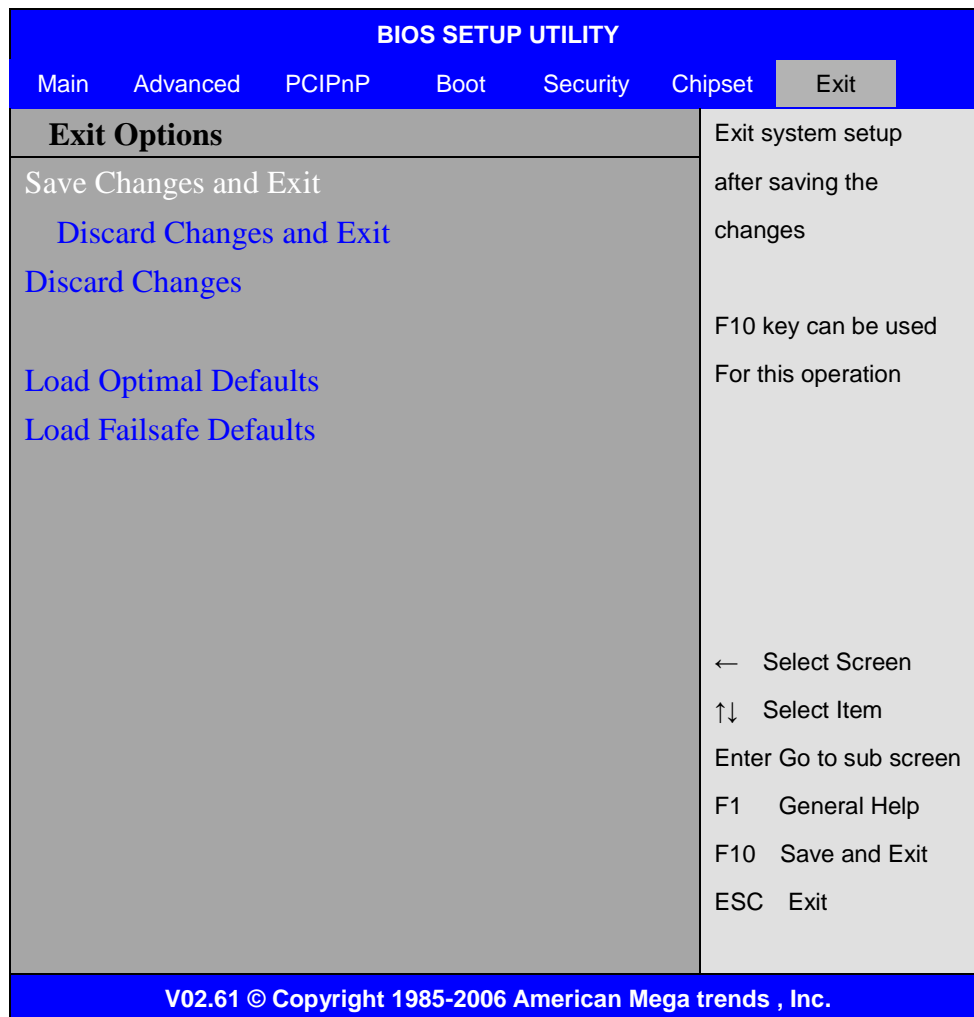 BIOS SETUP UTILITY
Main Advanced PCIPnP Boot Security Chipset Exit
Exit Options
Save Changes and Exit
Discard Changes and Exit
Discard Changes
Load Optimal Defaults
Load Failsafe Defaults
Exit system setup
after saving the
changes
F10 key can be used
For this operation
← Select Screen
↑↓ Select Item
Enter Go to sub screen
F1 General Help
F10 Save and Exit
ESC Exit
V02.61 © Copyright 1985-2006 American Mega trends , Inc.